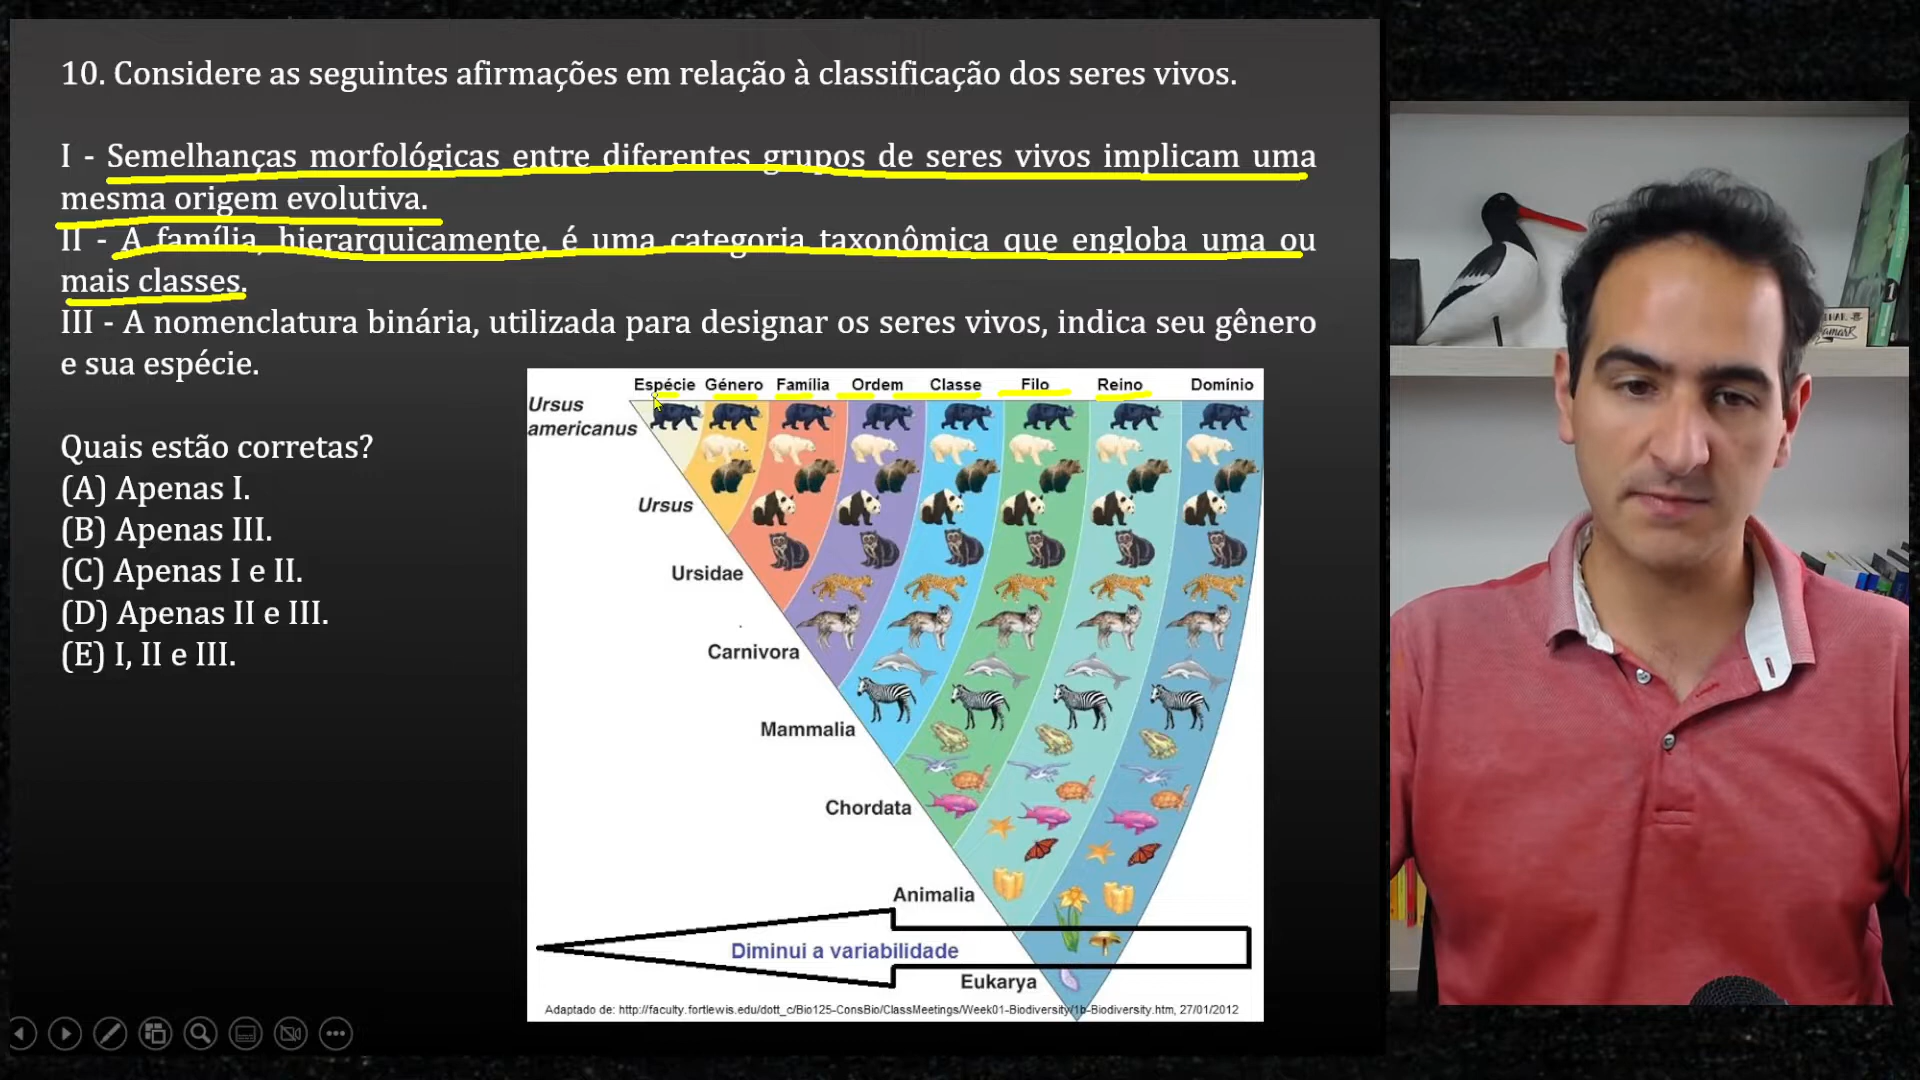 10. Considere as seguintes afirmações em relação à classificação dos seres vivos.
I - Semelhanças morfológicas entre diferentes grupos de seres vivos implicam uma
mesma origem evolutiva.
II - A família, hierarquicamente, é uma categoria taxonômica que engloba uma ou
mais classes.
III - A nomenclatura binária, utilizada para designar os seres vivos, indica seu gênero
e sua espécie.
Quais estão corretas?
(A) Apenas I.
(B) Apenas III.
(C) Apenas I e II.
(D) Apenas II e III.
(E) I, II e III.
Espécie Género Família Ordem Classe Filo Reino Domínio
Ursus
americanus
Ursus
Ursidae
Carnivora
Mammalia
Chordata
Animalia
Diminui a variabilidade
Eukarya
Adaptado de: http://faculty.fortlewis.edu/dott_c/Bio125-ConsBio/ClassMeetings/Week01-Biodiversity/1b-Biodiversity.htm, 27/01/2012